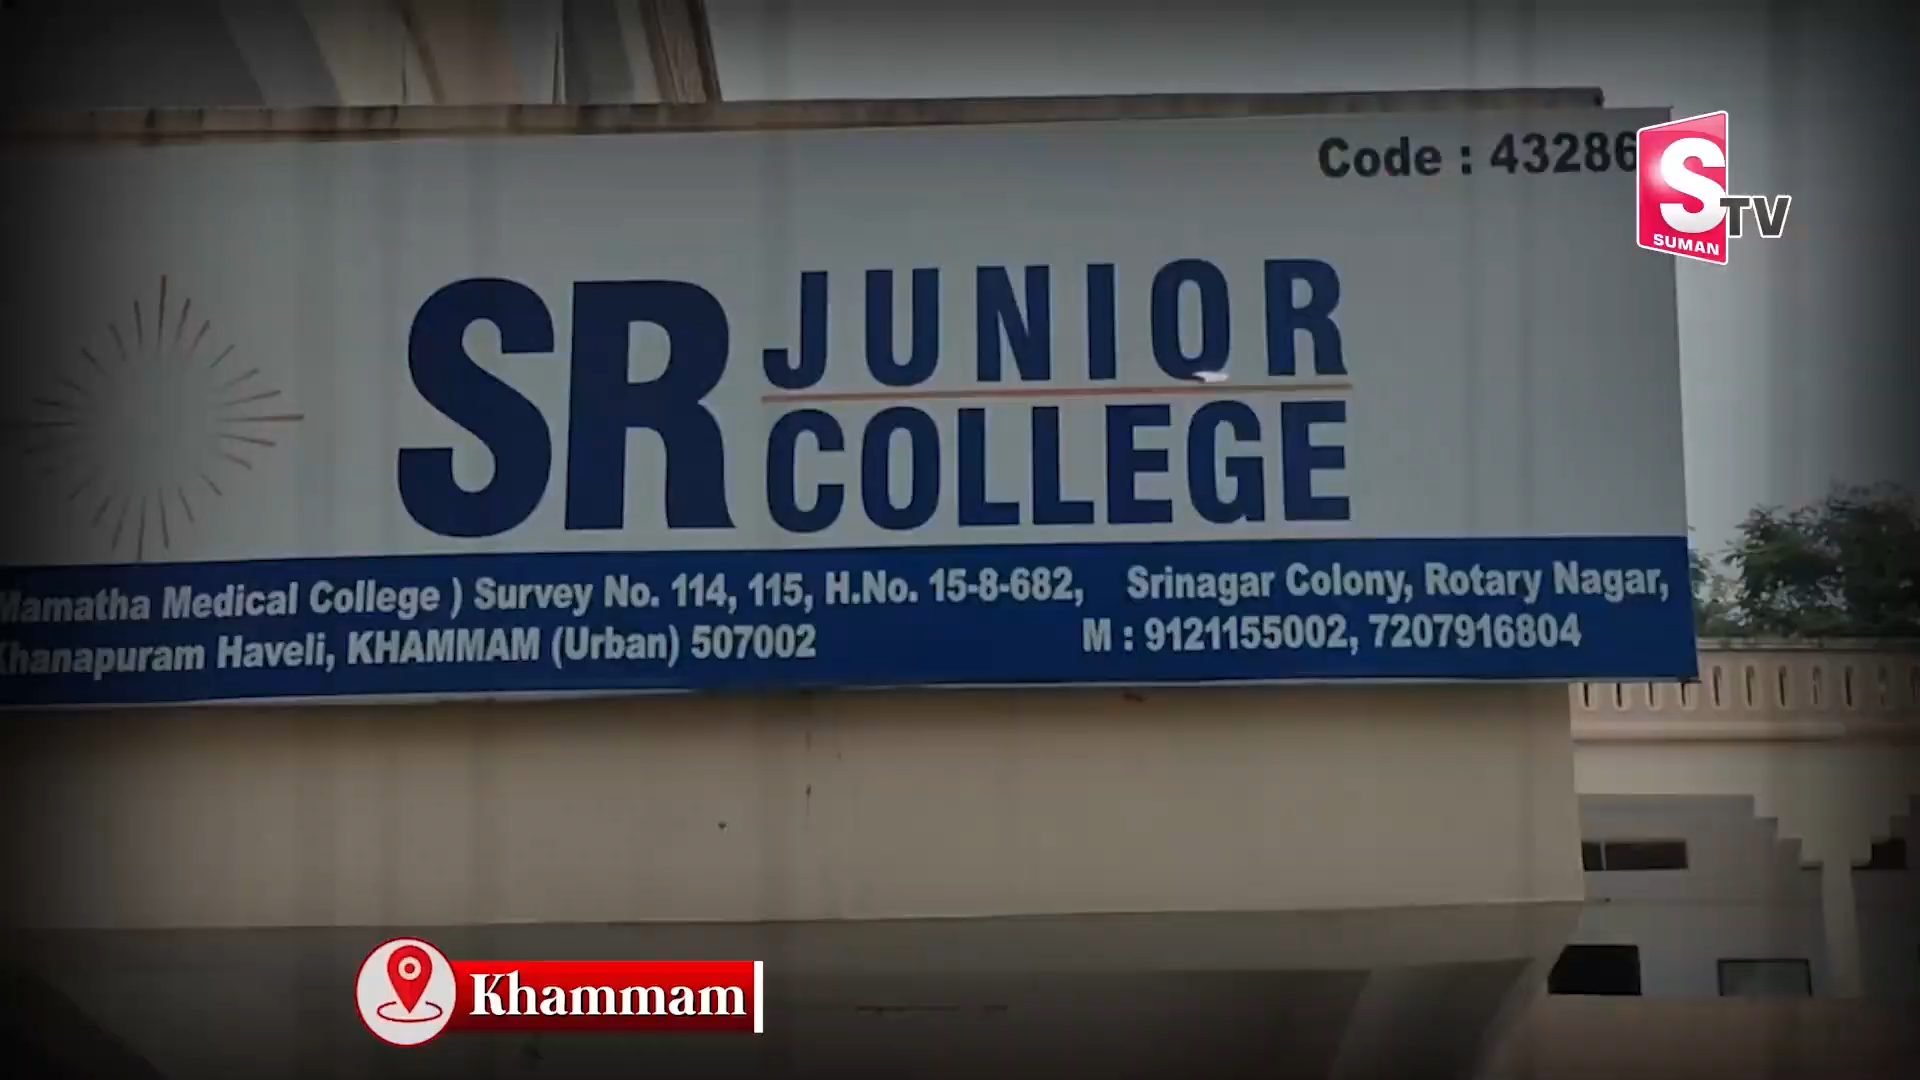 Code : 43286
S TV
SUMAN
SR JUNIOR
COLLEGE
Mamatha Medical College ) Survey No. 114, 115, H.No. 15-8-682, Srinagar Colony, Rotary Nagar,
Khanapuram Haveli, KHAMMAM (Urban) 507002 M : 9121155002, 7207916804
Khammam